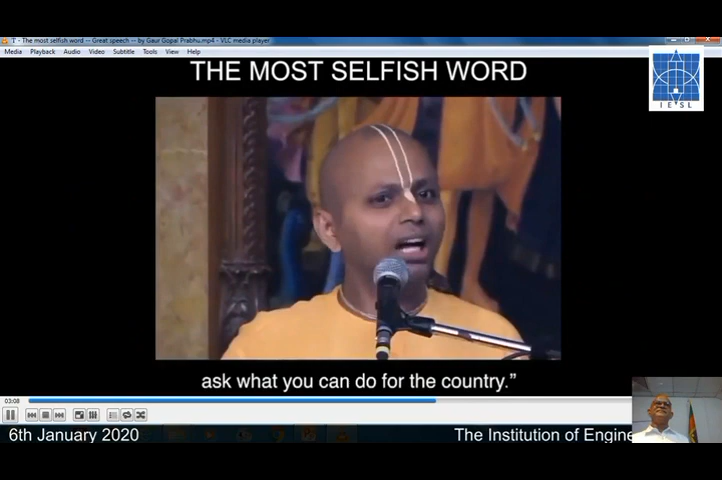 T - The most selfish word -- Great speech -- by Gaur Gopal Prabhu.mp4 - VLC media player
Media Playback Audio Video Subtitle Tools View Help
THE MOST SELFISH WORD
IESL
ask what you can do for the country.”
03:08
6th January 2020
The Institution of Engine